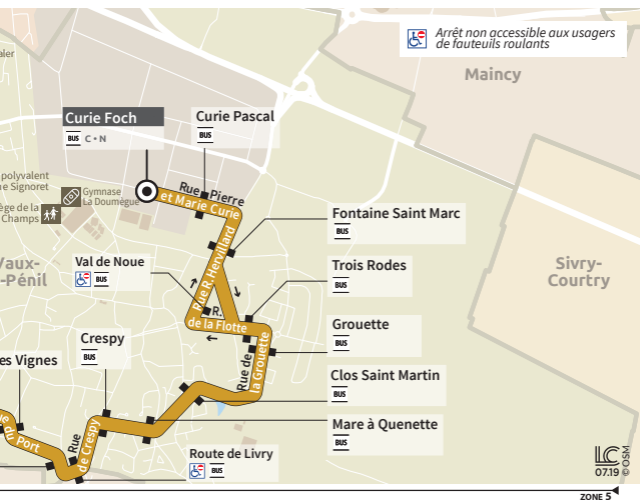 Arrêt non accessible aux usagers
de fauteuils roulants
Maincy
Curie Foch
BUS C • N
Curie Pascal
BUS
polyvalent
Signoret
Gymnase
La Doumègue
ège de la
Champs
Rue Pierre
et Marie Curie
Fontaine Saint Marc
BUS
Rue R. Hervillard
Vaux-
-Pénil
Val de Noue
BUS
Trois Rodes
BUS
Sivry-
Courtry
R.
de la Flotte
Grouette
BUS
Crespy
BUS
es Vignes
Rue de
la Grouette
Clos Saint Martin
BUS
Mare à Quenette
BUS
du Port
Rue
de Crespy
Route de Livry
BUS
LC
07.19
© OSM
ZONE 5